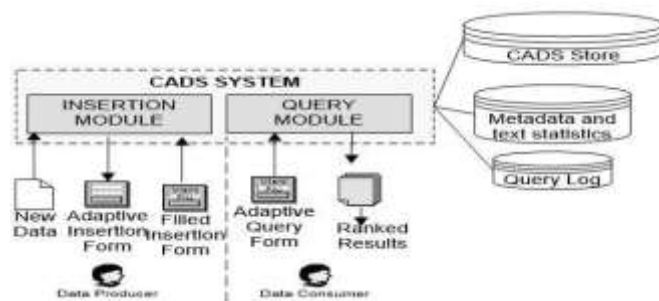 CADS Store
CADS SYSTEM
INSERTION
MODULE
QUERY
MODULE
Metadata and
text statistics
Query Log
New
Data
Adaptive
Insertion
Form
Filled
Insertion
Form
Adaptive
Query
Form
Ranked
Results
Data Producer
Data Consumer